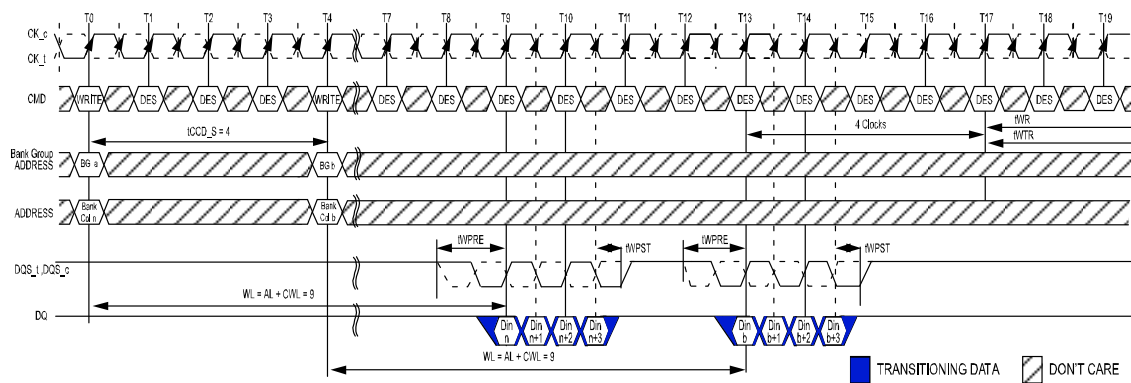 T0 T1 T2 T3 T4 T7 T8 T9 T10 T11 T12 T13 T14 T15 T16 T17 T18 T19
CK_c
CK_t
CMD WRITE DES DES DES WRITE DES DES DES DES DES DES DES DES DES DES DES DES DES
tCCD_S = 4 4 Clocks tWR
tWTR
Bank Group
ADDRESS BG a BG b
ADDRESS Bank Col n Bank Col b
tWPRE tWPST tWPRE tWPST
DQS_t ,DQS_c
WL = AL + CWL = 9
DQ Din n Din n+1 Din n+2 Din n+3 Din b Din b+1 Din b+2 Din b+3
WL = AL + CWL = 9
TRANSITIONING DATA DON'T CARE